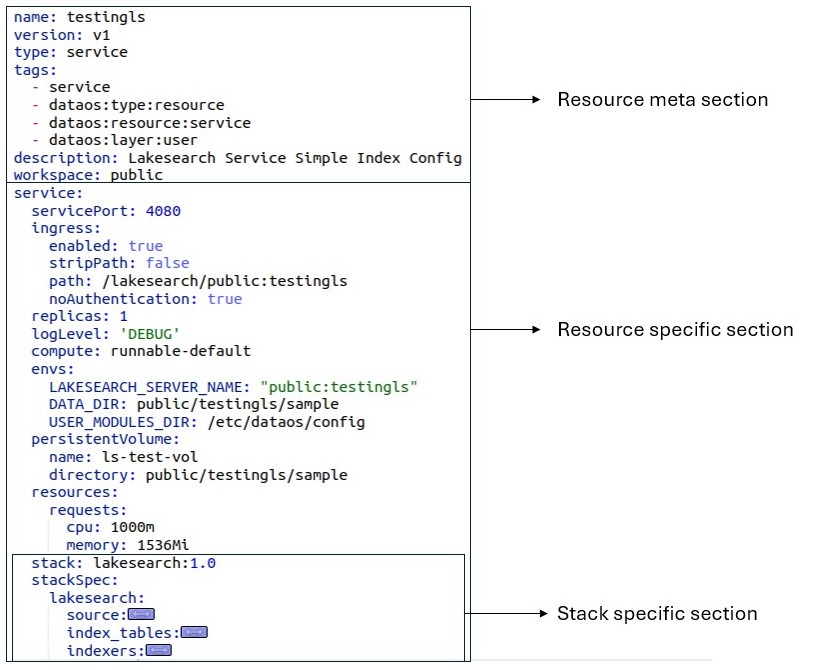 name: testingls
version: v1
type: service
tags:
  - service
  - dataos:type:resource
  - dataos:resource:service
  - dataos:layer:user
description: Lakesearch Service Simple Index Config
workspace: public
Resource meta section
service:
  servicePort: 4080
  ingress:
    enabled: true
    stripPath: false
    path: /lakesearch/public:testingls
    noAuthentication: true
  replicas: 1
  logLevel: 'DEBUG'
  compute: runnable-default
  envs:
    LAKESEARCH_SERVER_NAME: "public:testingls"
    DATA_DIR: public/testingls/sample
    USER_MODULES_DIR: /etc/dataos/config
  persistentVolume:
    name: ls-test-vol
    directory: public/testingls/sample
  resources:
    requests:
      cpu: 1000m
      memory: 1536Mi
Resource specific section
  stack: lakesearch:1.0
  stackSpec:
    lakesearch:
      source:
      index_tables:
      indexers:
Stack specific section